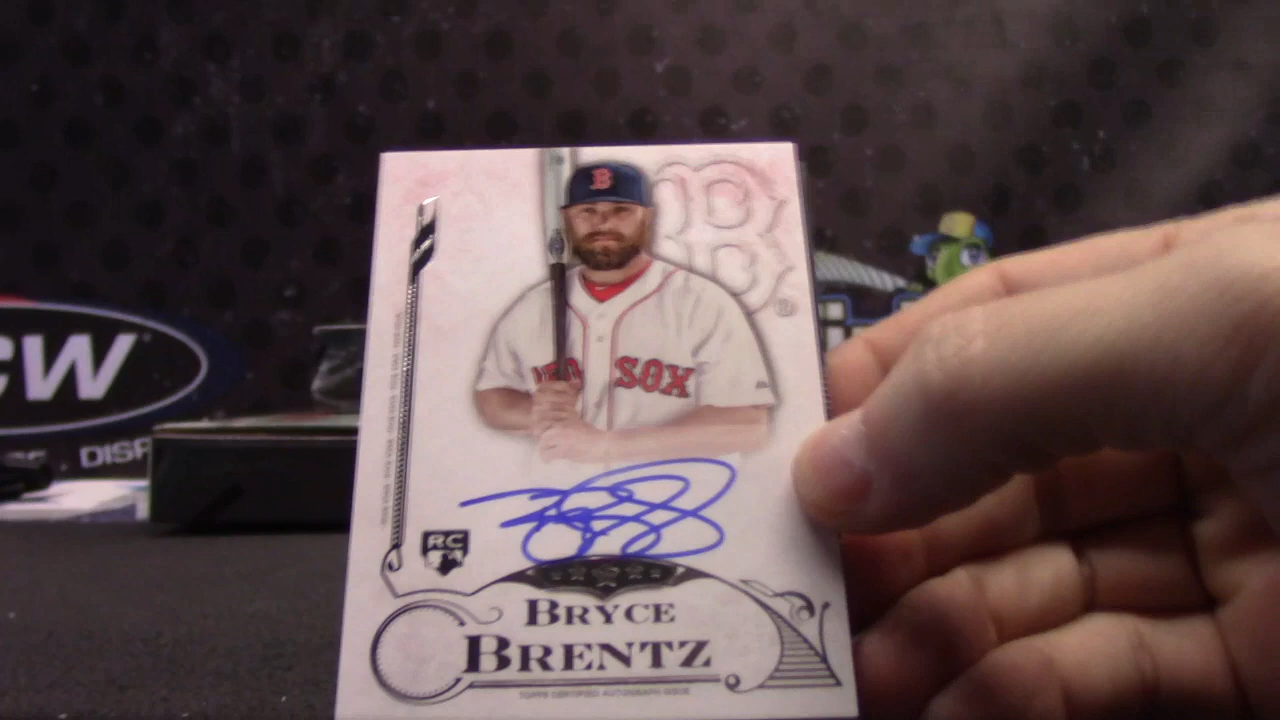 B
B
B
RED SOX
RC
BRYCE
BRENTZ
TOPPS CERTIFIED AUTOGRAPH ISSUE
CW
DISP